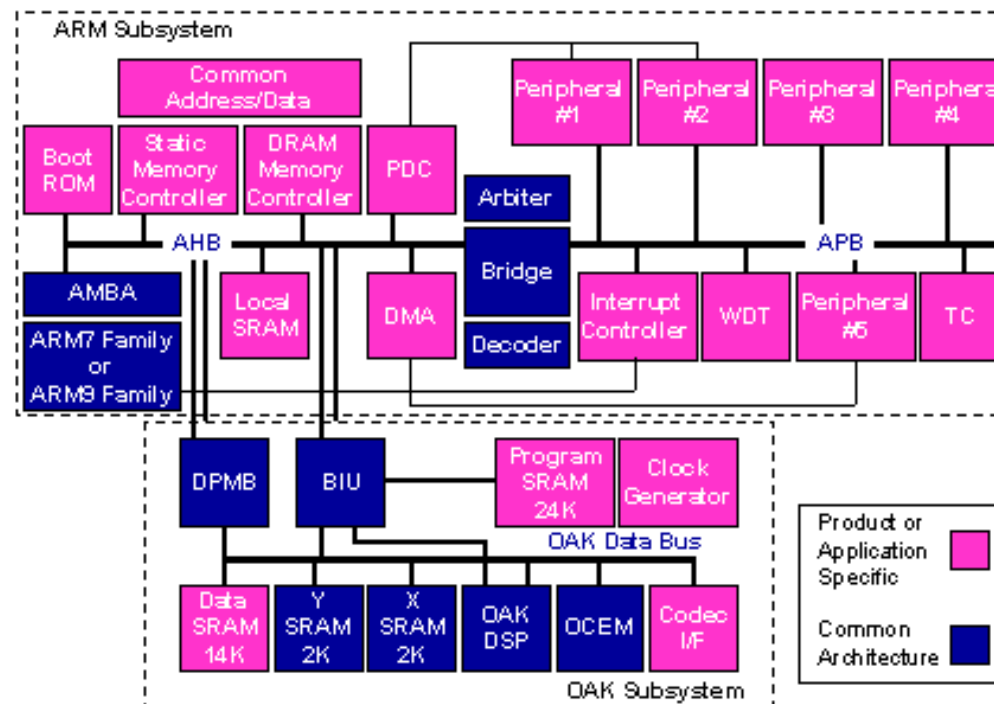 ARM Subsystem
Common
Address/Data
Peripheral
#1
Peripheral
#2
Peripheral
#3
Peripheral
#4
Boot
ROM
Static
Memory
Controller
DRAM
Memory
Controller
PDC
Arbiter
AHB
Bridge
APB
AMBA
Local
SRAM
DMA
Decoder
Interrupt
Controller
WDT
Peripheral
#5
TC
ARM7 Family
or
ARM9 Family
DPMB
BIU
Program
SRAM
24K
Clock
Generator
OAK Data Bus
Data
SRAM
14K
Y
SRAM
2K
X
SRAM
2K
OAK
DSP
OCEM
Codec
I/F
OAK Subsystem
Product or
Application
Specific
Common
Architecture